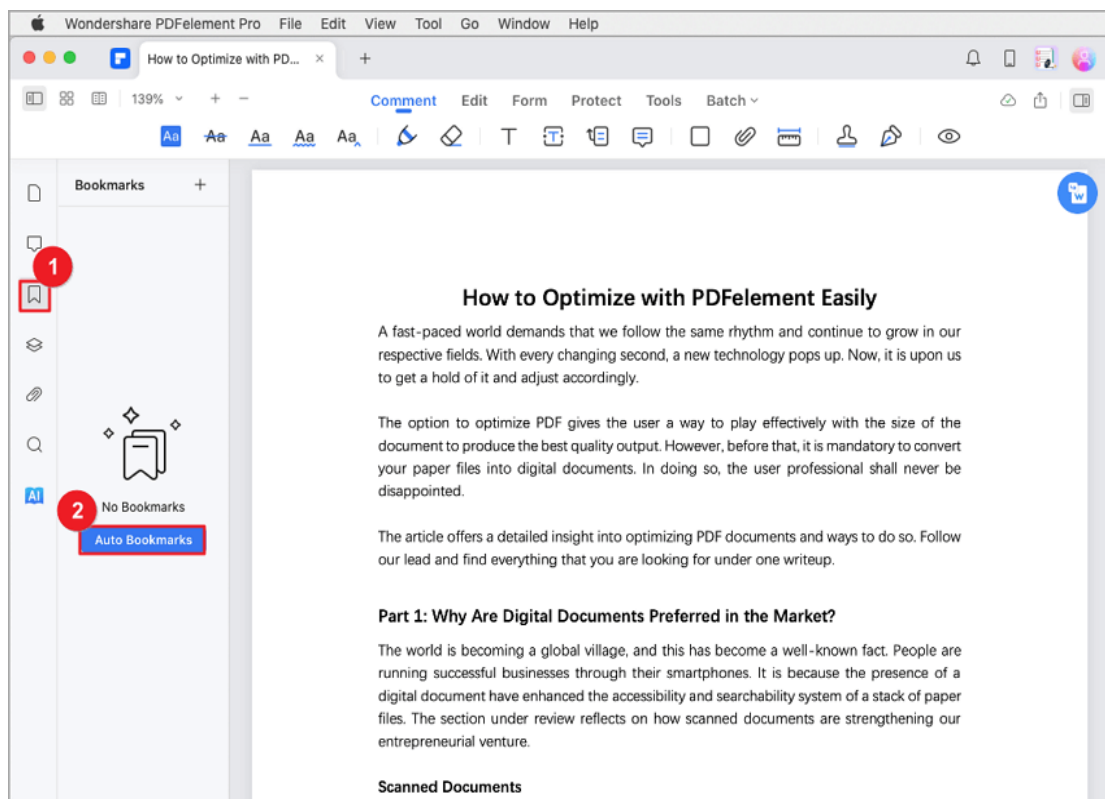 Wondershare PDFelement Pro File Edit View Tool Go Window Help
How to Optimize with PD... × +
139% + −
Comment Edit Form Protect Tools Batch
Aa Aa Aa Aa Aa T T
Bookmarks +
W
1
How to Optimize with PDFelement Easily
A fast-paced world demands that we follow the same rhythm and continue to grow in our
respective fields. With every changing second, a new technology pops up. Now, it is upon us
to get a hold of it and adjust accordingly.
The option to optimize PDF gives the user a way to play effectively with the size of the
document to produce the best quality output. However, before that, it is mandatory to convert
your paper files into digital documents. In doing so, the user professional shall never be
disappointed.
AI
2
No Bookmarks
Auto Bookmarks
The article offers a detailed insight into optimizing PDF documents and ways to do so. Follow
our lead and find everything that you are looking for under one writeup.
Part 1: Why Are Digital Documents Preferred in the Market?
The world is becoming a global village, and this has become a well-known fact. People are
running successful businesses through their smartphones. It is because the presence of a
digital document have enhanced the accessibility and searchability system of a stack of paper
files. The section under review reflects on how scanned documents are strengthening our
entrepreneurial venture.
Scanned Documents